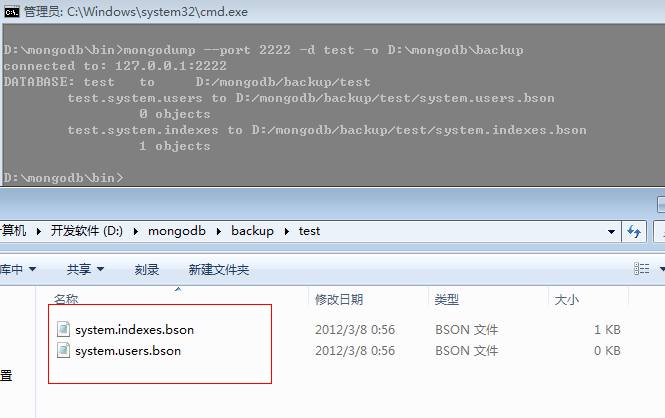 管理员: C:\Windows\system32\cmd.exe
D:\mongodb\bin>mongodump --port 2222 -d test -o D:\mongodb\backup
connected to: 127.0.0.1:2222
DATABASE: test to D:/mongodb/backup/test
test.system.users to D:/mongodb/backup/test/system.users.bson
0 objects
test.system.indexes to D:/mongodb/backup/test/system.indexes.bson
1 objects
D:\mongodb\bin>
计算机 开发软件 (D:) mongodb backup test
库中 共享 刻录 新建文件夹
名称 修改日期 类型 大小
system.indexes.bson 2012/3/8 0:56 BSON 文件 1 KB
system.users.bson 2012/3/8 0:56 BSON 文件 0 KB
置